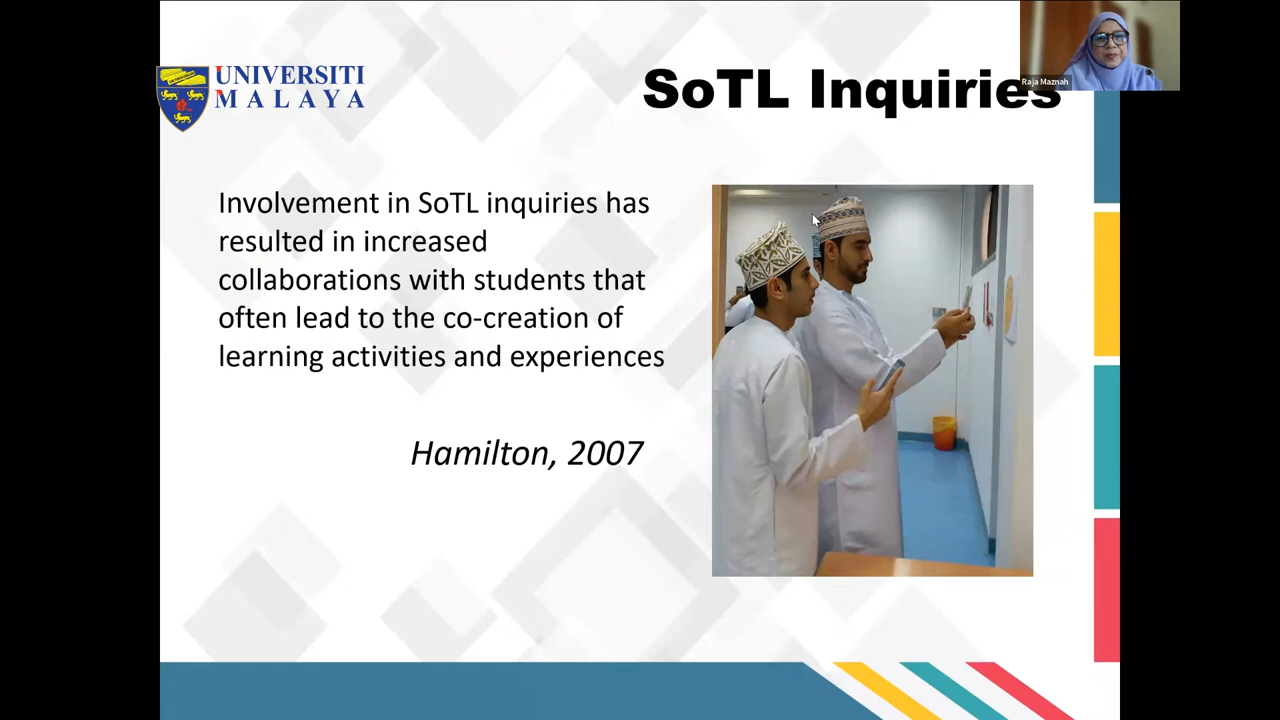 UNIVERSITI
MALAYA
SoTL Inquiries
Raja Maznah
Involvement in SoTL inquiries has
resulted in increased
collaborations with students that
often lead to the co-creation of
learning activities and experiences
Hamilton, 2007